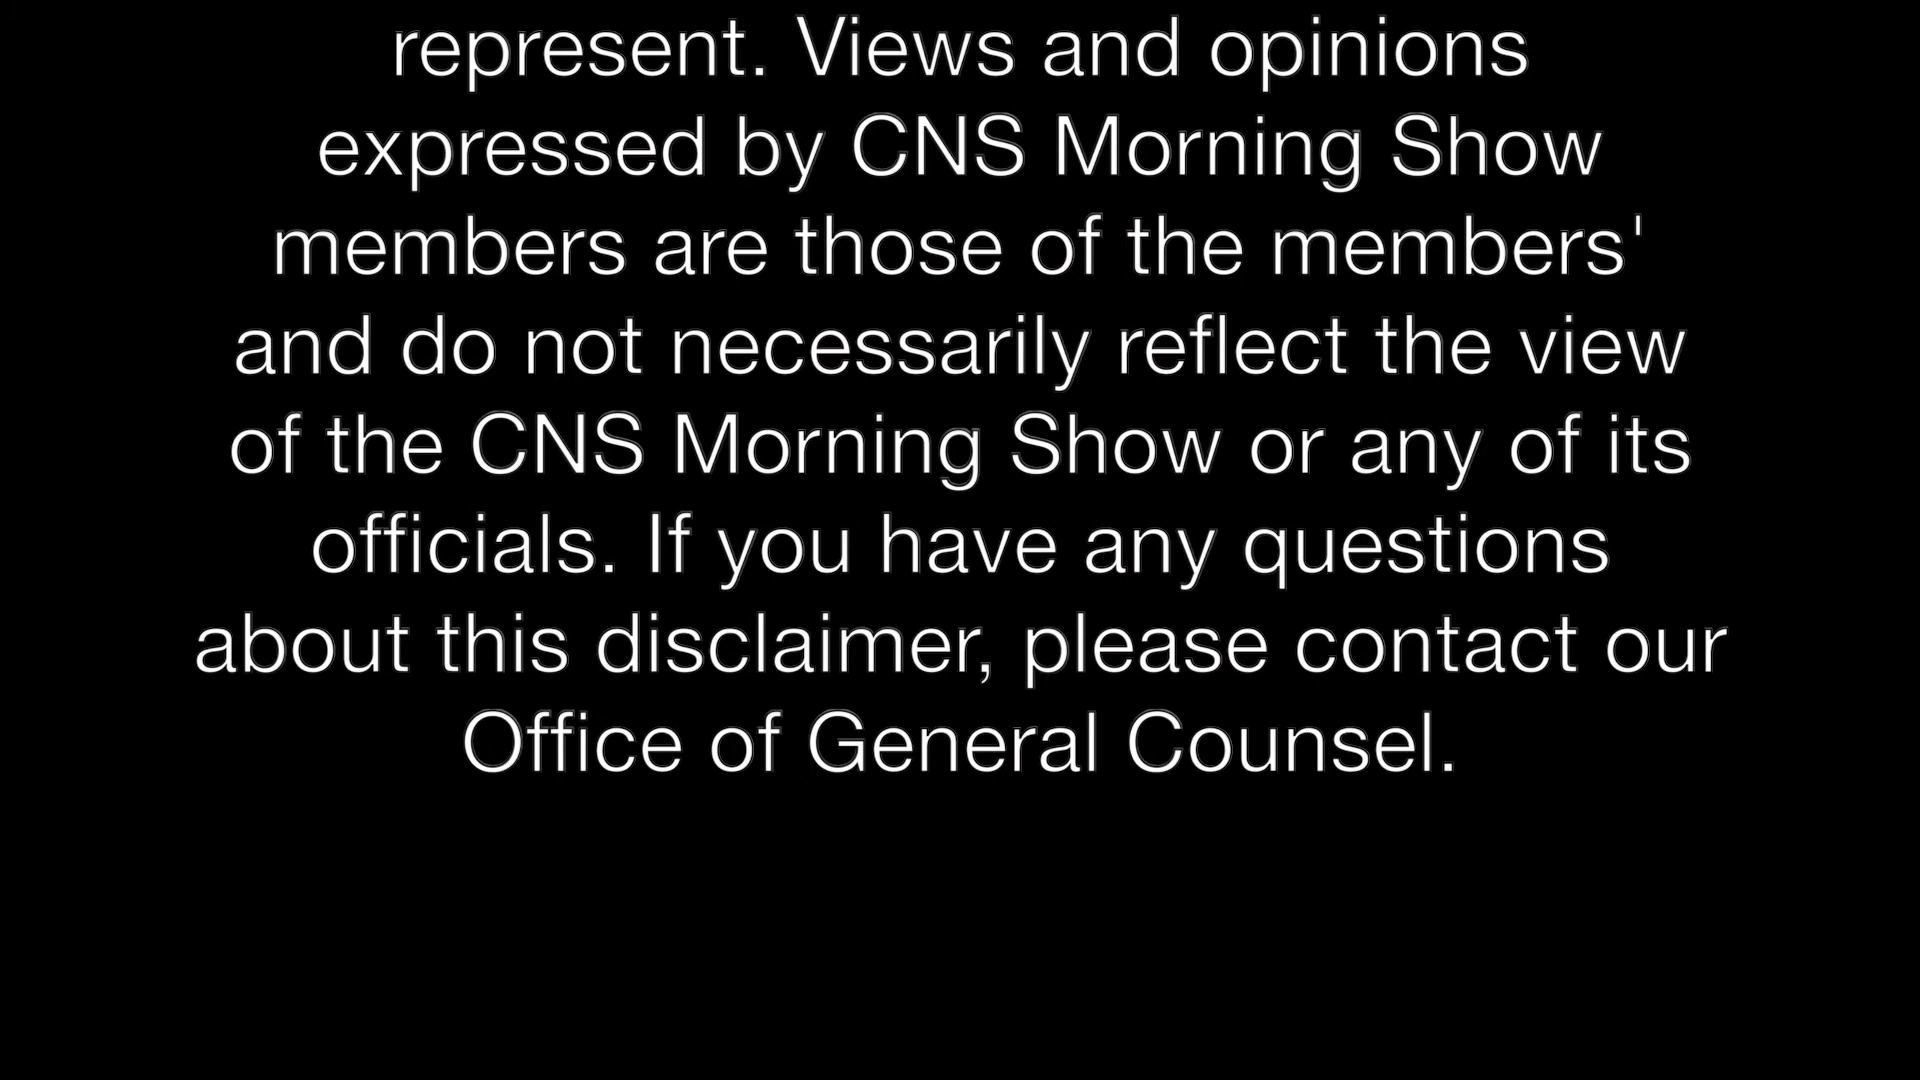 represent. Views and opinions
expressed by CNS Morning Show
members are those of the members'
and do not necessarily reflect the view
of the CNS Morning Show or any of its
officials. If you have any questions
about this disclaimer, please contact our
Office of General Counsel.